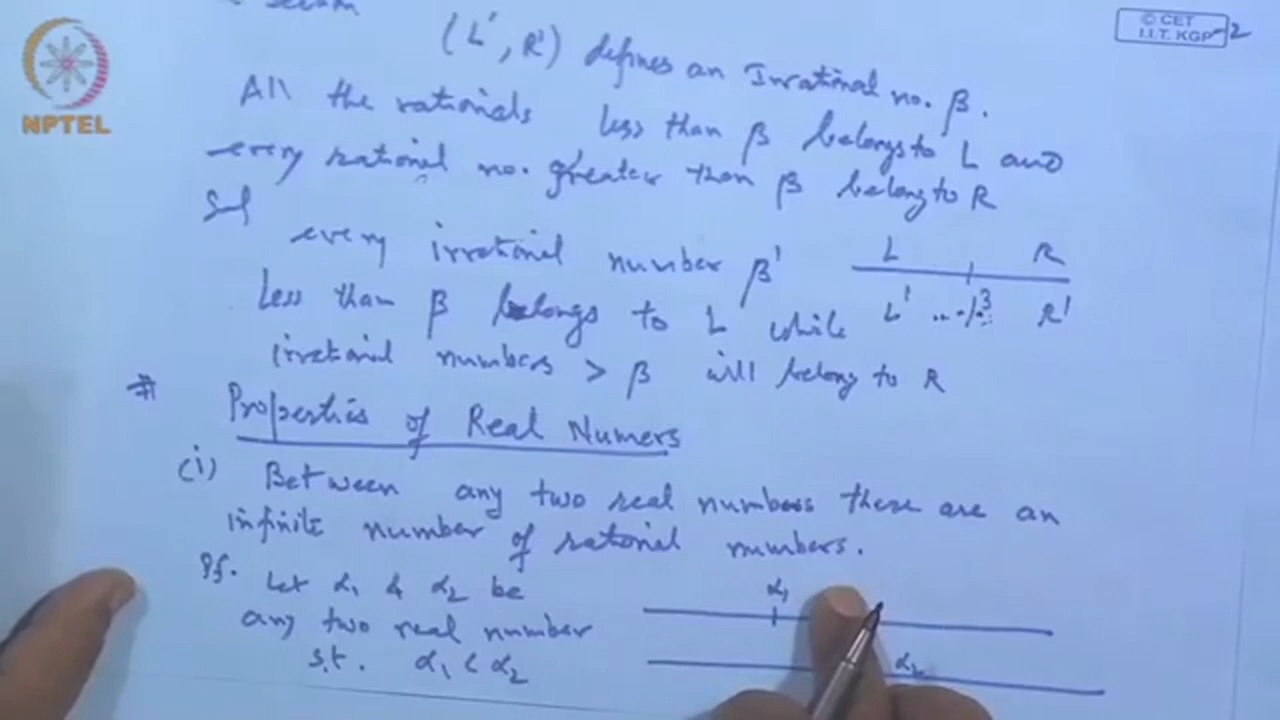 (L', R') defines an Irrational no. β.
All the rationals less than β belongs to L and
every rational no. greater than β belong to R
every irrational number β'
Less than β belongs to L while
irrational numbers > β will belong to R
L R
L' ... β R'
# Properties of Real Numers
(i) Between any two real numbers there are an
infinite number of rational numbers.
Pf. Let α1 & α2 be
any two real number
s.t. α1 < α2
α1
α2
© CET
I.I.T. KGP-2
NPTEL